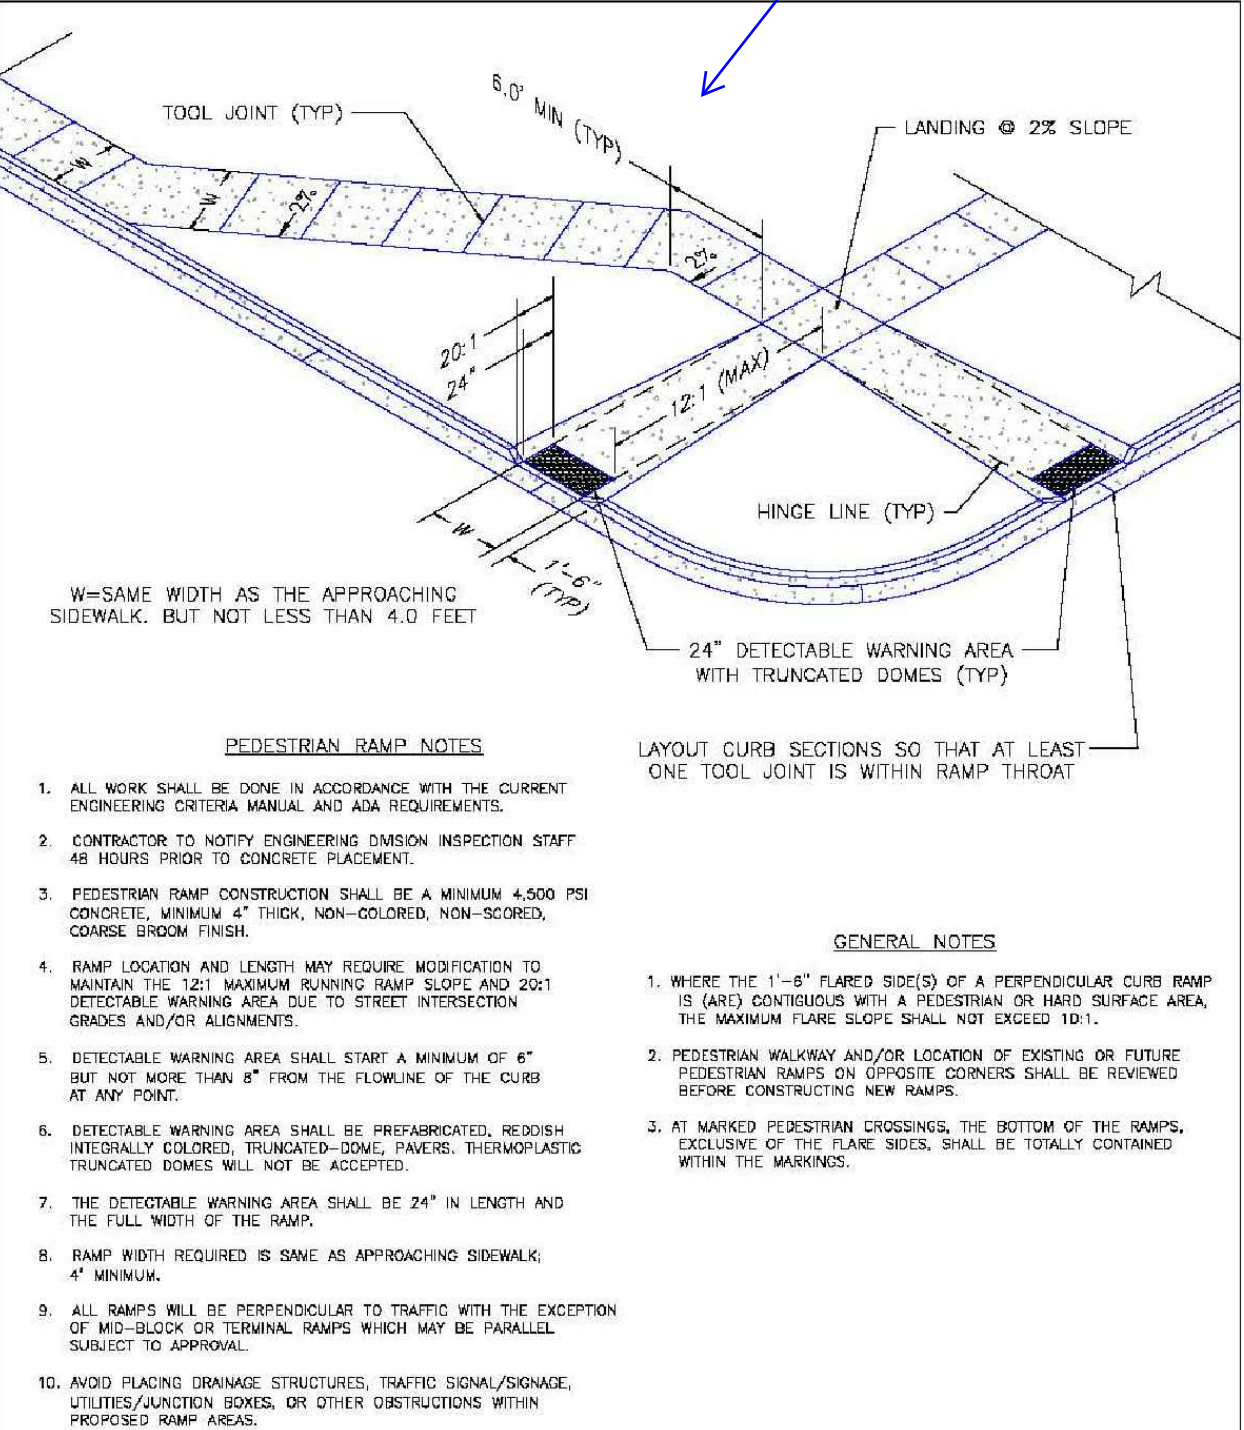 6.0' MIN (TYP)
TOOL JOINT (TYP)
LANDING @ 2% SLOPE
W
W
2%
2%
20:1
24"
12:1 (MAX)
HINGE LINE (TYP)
W
1'-6"
(TYP)
W=SAME WIDTH AS THE APPROACHING
SIDEWALK. BUT NOT LESS THAN 4.0 FEET
24" DETECTABLE WARNING AREA
WITH TRUNCATED DOMES (TYP)
LAYOUT CURB SECTIONS SO THAT AT LEAST
ONE TOOL JOINT IS WITHIN RAMP THROAT
PEDESTRIAN RAMP NOTES
1. ALL WORK SHALL BE DONE IN ACCORDANCE WITH THE CURRENT
ENGINEERING CRITERIA MANUAL AND ADA REQUIREMENTS.
2. CONTRACTOR TO NOTIFY ENGINEERING DIVISION INSPECTION STAFF
48 HOURS PRIOR TO CONCRETE PLACEMENT.
3. PEDESTRIAN RAMP CONSTRUCTION SHALL BE A MINIMUM 4,500 PSI
CONCRETE, MINIMUM 4" THICK, NON-COLORED, NON-SCORED,
COARSE BROOM FINISH.
4. RAMP LOCATION AND LENGTH MAY REQUIRE MODIFICATION TO
MAINTAIN THE 12:1 MAXIMUM RUNNING RAMP SLOPE AND 20:1
DETECTABLE WARNING AREA DUE TO STREET INTERSECTION
GRADES AND/OR ALIGNMENTS.
5. DETECTABLE WARNING AREA SHALL START A MINIMUM OF 6"
BUT NOT MORE THAN 8" FROM THE FLOWLINE OF THE CURB
AT ANY POINT.
6. DETECTABLE WARNING AREA SHALL BE PREFABRICATED, REDDISH
INTEGRALLY COLORED, TRUNCATED-DOME, PAVERS. THERMOPLASTIC
TRUNCATED DOMES WILL NOT BE ACCEPTED.
7. THE DETECTABLE WARNING AREA SHALL BE 24" IN LENGTH AND
THE FULL WIDTH OF THE RAMP.
8. RAMP WIDTH REQUIRED IS SAME AS APPROACHING SIDEWALK;
4' MINIMUM.
9. ALL RAMPS WILL BE PERPENDICULAR TO TRAFFIC WITH THE EXCEPTION
OF MID-BLOCK OR TERMINAL RAMPS WHICH MAY BE PARALLEL
SUBJECT TO APPROVAL.
10. AVOID PLACING DRAINAGE STRUCTURES, TRAFFIC SIGNAL/SIGNAGE,
UTILITIES/JUNCTION BOXES, OR OTHER OBSTRUCTIONS WITHIN
PROPOSED RAMP AREAS.
GENERAL NOTES
1. WHERE THE 1'-6" FLARED SIDE(S) OF A PERPENDICULAR CURB RAMP
IS (ARE) CONTIGUOUS WITH A PEDESTRIAN OR HARD SURFACE AREA,
THE MAXIMUM FLARE SLOPE SHALL NOT EXCEED 10:1.
2. PEDESTRIAN WALKWAY AND/OR LOCATION OF EXISTING OR FUTURE
PEDESTRIAN RAMPS ON OPPOSITE CORNERS SHALL BE REVIEWED
BEFORE CONSTRUCTING NEW RAMPS.
3. AT MARKED PEDESTRIAN CROSSINGS, THE BOTTOM OF THE RAMPS,
EXCLUSIVE OF THE FLARE SIDES, SHALL BE TOTALLY CONTAINED
WITHIN THE MARKINGS.